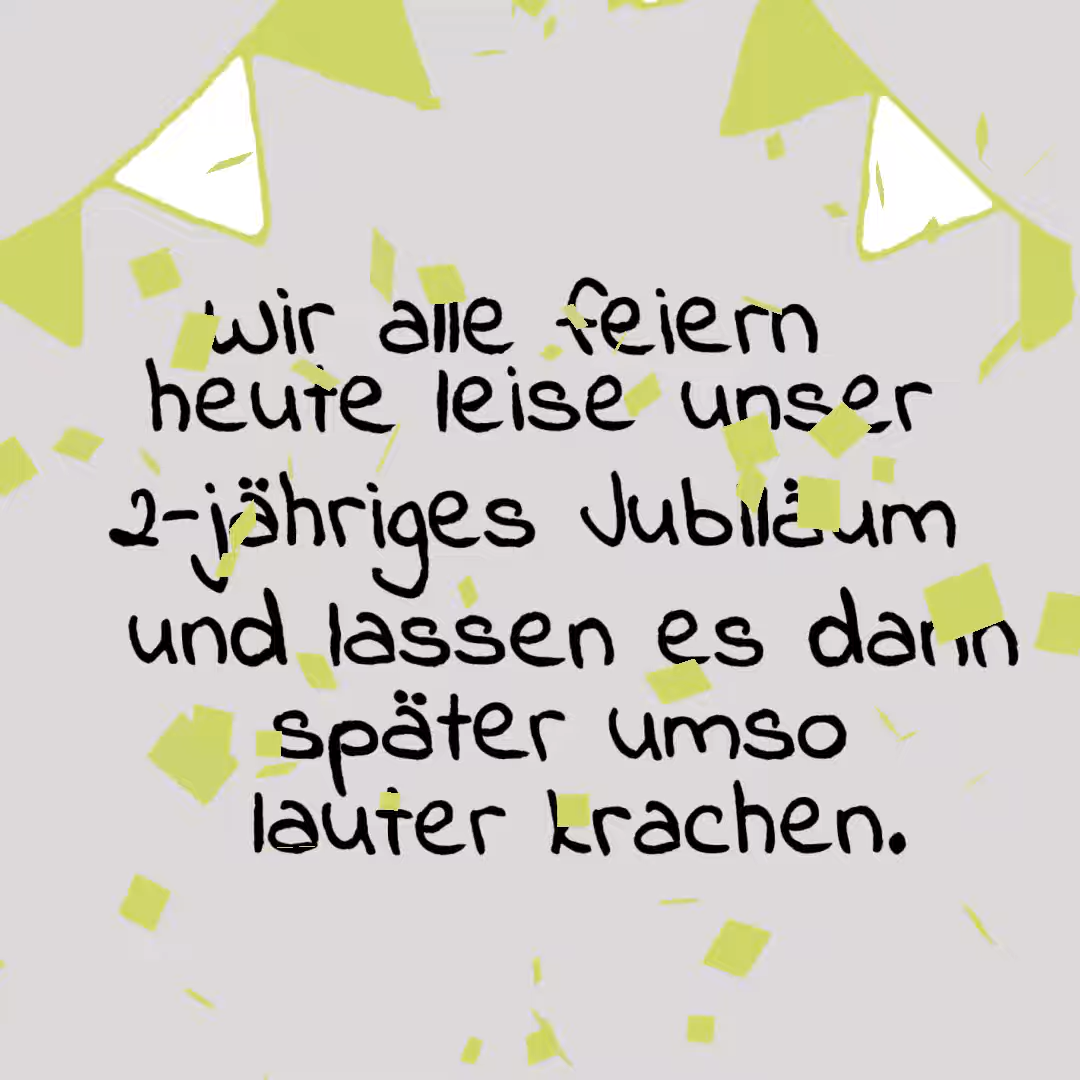 Wir alle feiern
heute leise unser
2-jähriges Jubiläum
und lassen es dann
später umso
lauter krachen.